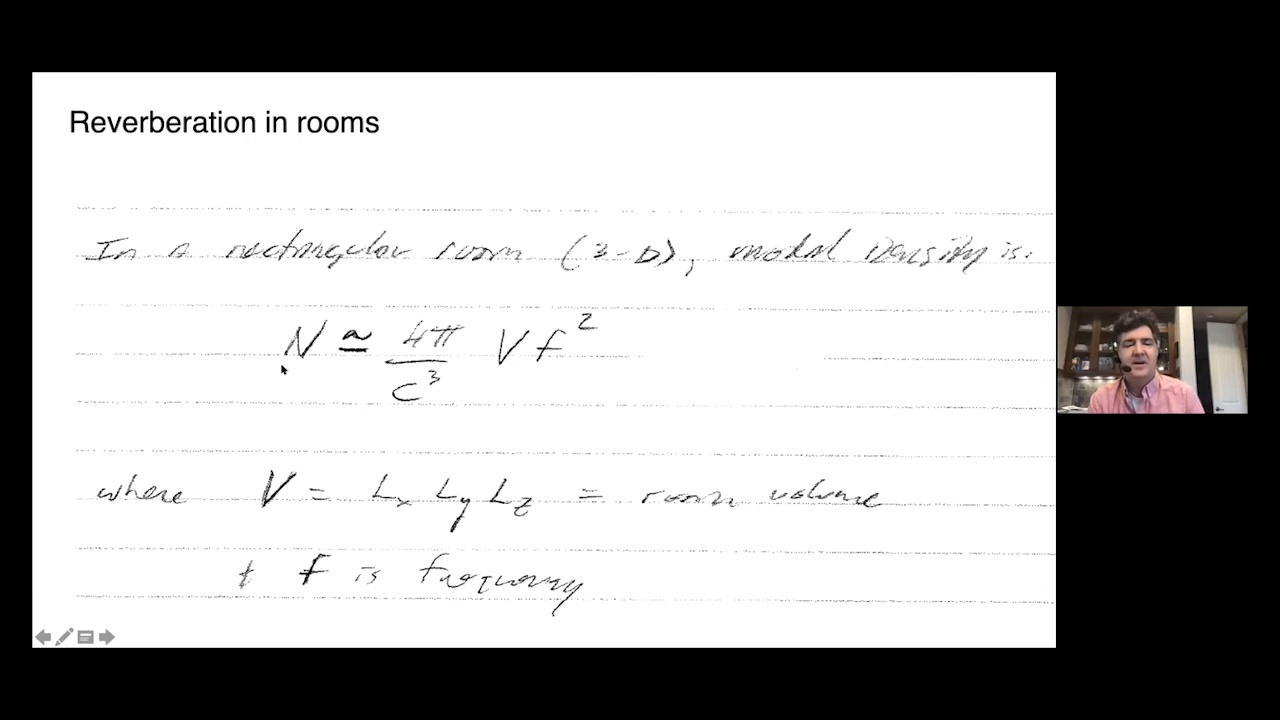 Reverberation in rooms
In a rectangular room (3-D), modal density is:
N ≃ 4π/c³ V f²
where V = Lx Ly Lz = room volume
+ f is frequency